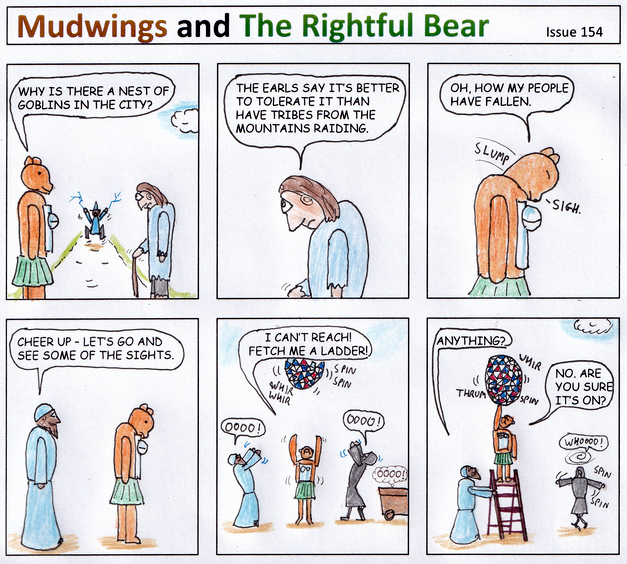 Mudwings and The Rightful Bear
Issue 154
WHY IS THERE A NEST OF
GOBLINS IN THE CITY?
THE EARLS SAY IT'S BETTER
TO TOLERATE IT THAN
HAVE TRIBES FROM THE
MOUNTAINS RAIDING.
OH, HOW MY PEOPLE
HAVE FALLEN.
SLUMP
SIGH.
CHEER UP - LET'S GO AND
SEE SOME OF THE SIGHTS.
I CAN'T REACH!
FETCH ME A LADDER!
SPIN
SPIN
WHIR
WHIR
OOOO!
OOOO!
OOOO!
ANYTHING?
WHIR
THRUM
SPIN
NO. ARE
YOU SURE
IT'S ON?
WHOOOO!
SPIN
SPIN